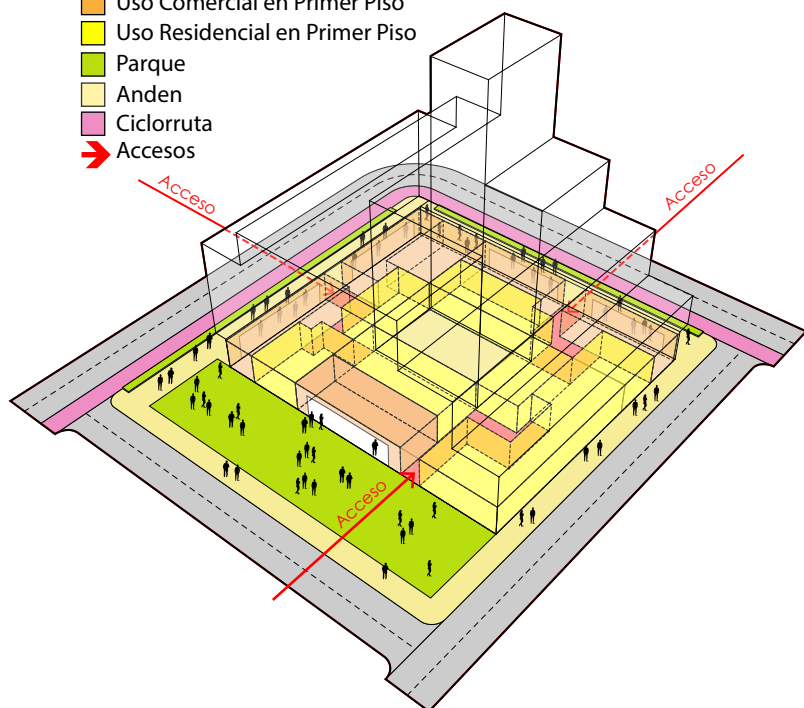 Uso Comercial en Primer Piso
Uso Residencial en Primer Piso
Parque
Anden
Ciclorruta
Accesos
Acceso
Acceso
Acceso